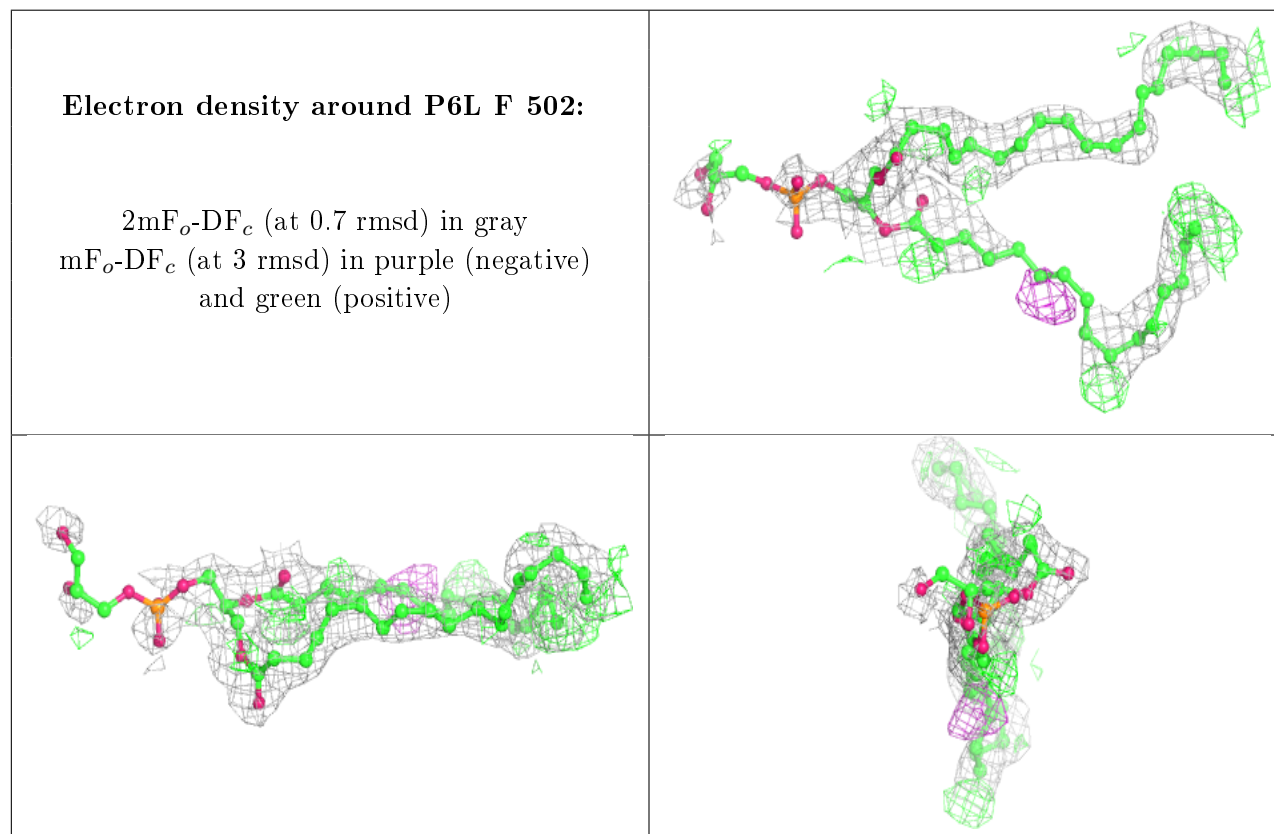 Electron density around P6L F 502:
2mFo-DFc (at 0.7 rmsd) in gray
mFo-DFc (at 3 rmsd) in purple (negative)
and green (positive)